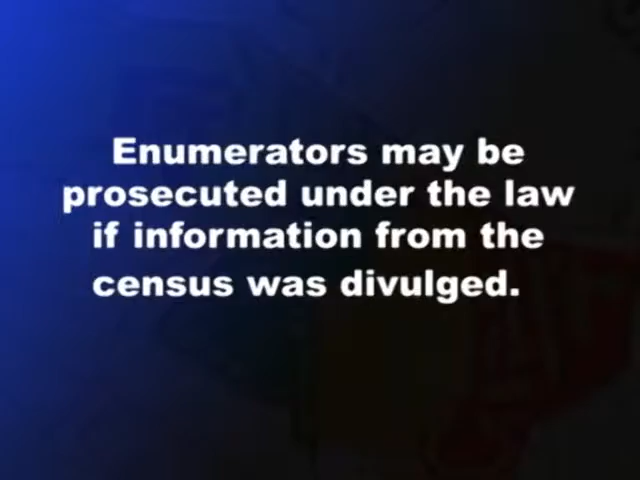 Enumerators may be
prosecuted under the law
if information from the
census was divulged.